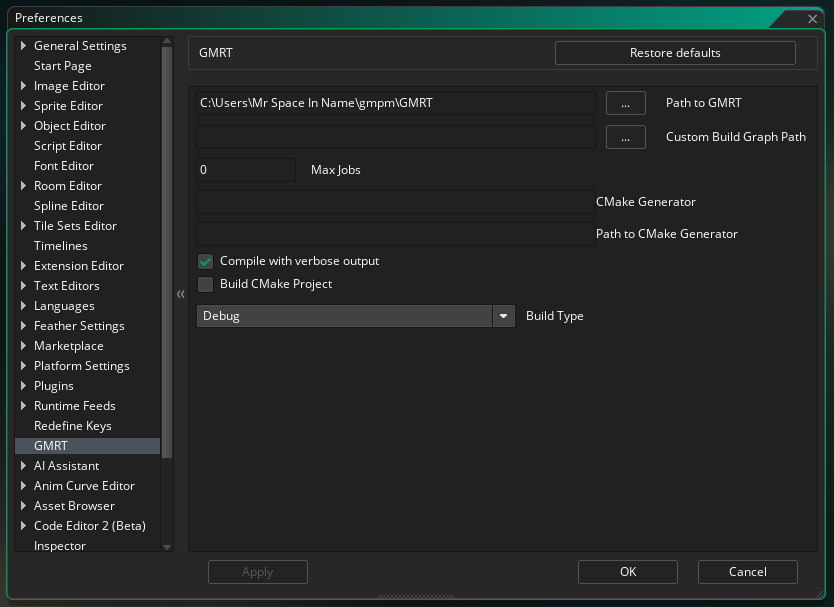 Preferences
General Settings
Start Page
Image Editor
Sprite Editor
Object Editor
Script Editor
Font Editor
Room Editor
Spline Editor
Tile Sets Editor
Timelines
Extension Editor
Text Editors
Languages
Feather Settings
Marketplace
Platform Settings
Plugins
Runtime Feeds
Redefine Keys
GMRT
AI Assistant
Anim Curve Editor
Asset Browser
Code Editor 2 (Beta)
Inspector
GMRT
Restore defaults
C:\Users\Mr Space In Name\gmpm\GMRT ... Path to GMRT
... Custom Build Graph Path
0 Max Jobs
CMake Generator
Path to CMake Generator
Compile with verbose output
Build CMake Project
Debug Build Type
Apply
OK
Cancel